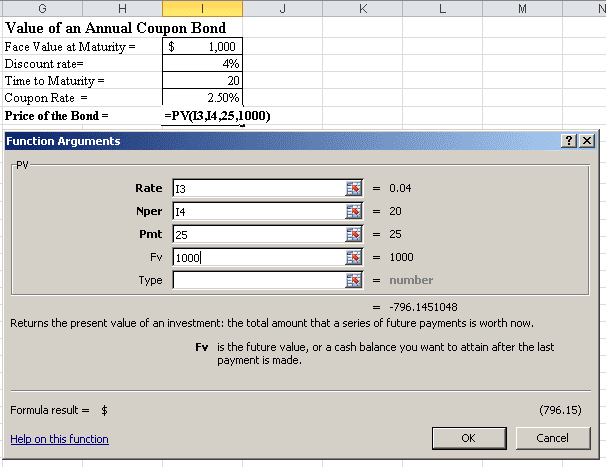 G H I J K L M N
Value of an Annual Coupon Bond
Face Value at Maturity = $ 1,000
Discount rate= 4%
Time to Maturity = 20
Coupon Rate = 2.50%
Price of the Bond = =PV(I3,I4,25,1000)
Function Arguments
PV
Rate I3 = 0.04
Nper I4 = 20
Pmt 25 = 25
Fv 1000 = 1000
Type = number
= -796.1451048
Returns the present value of an investment: the total amount that a series of future payments is worth now.
Fv is the future value, or a cash balance you want to attain after the last
payment is made.
Formula result = $ (796.15)
Help on this function OK Cancel